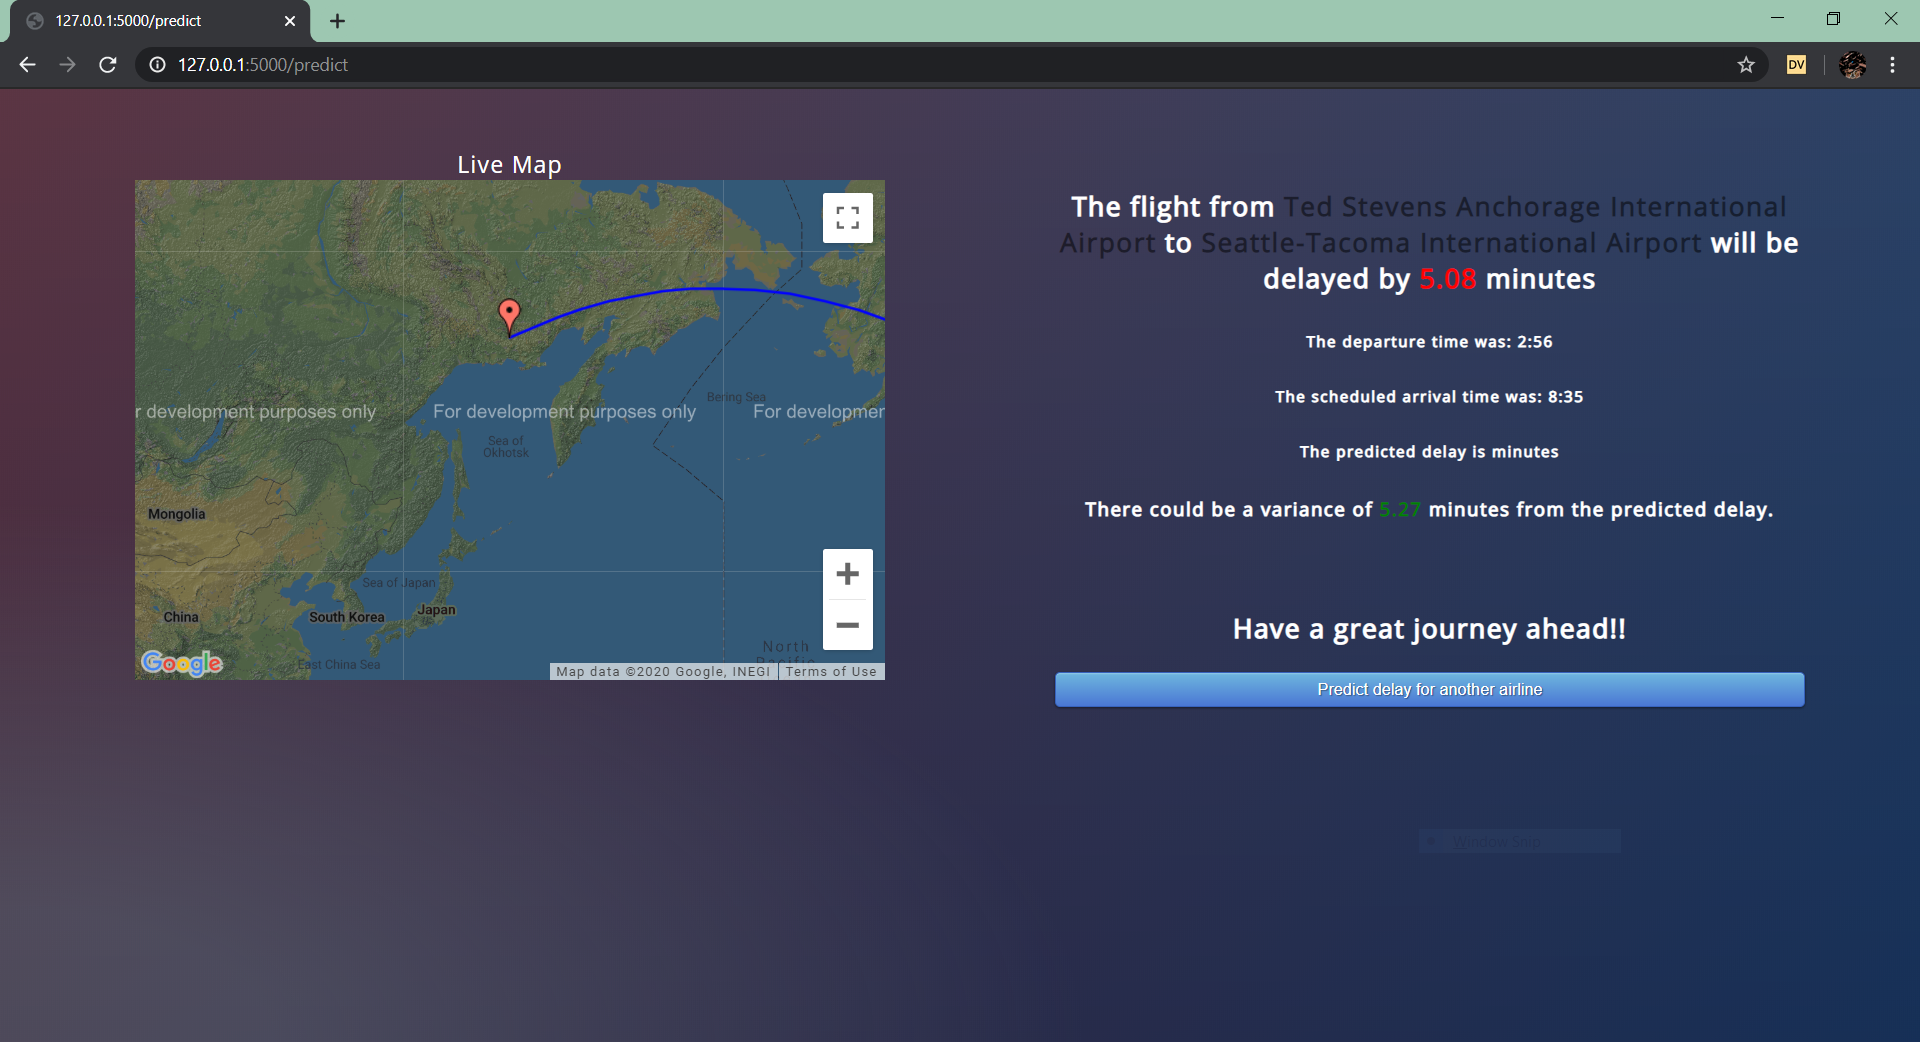 127.0.0.1:5000/predict
127.0.0.1:5000/predict
DV
Live Map
r development purposes only
For development purposes only
For developmer
Bering Sea
Sea of
Okhotsk
Mongolia
Sea of Japan
China
South Korea
Japan
East China Sea
North
Pacific
Google
Map data ©2020 Google, INEGI
Terms of Use
The flight from Ted Stevens Anchorage International
Airport to Seattle-Tacoma International Airport will be
delayed by 5.08 minutes
The departure time was: 2:56
The scheduled arrival time was: 8:35
The predicted delay is minutes
There could be a variance of 5.27 minutes from the predicted delay.
Have a great journey ahead!!
Predict delay for another airline
Window Snip